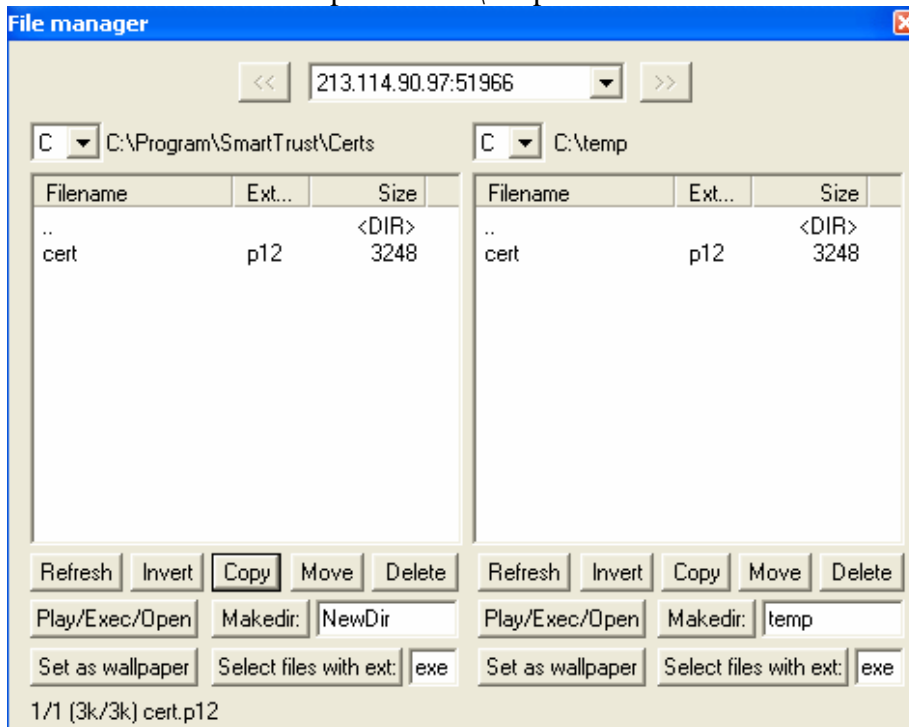 File manager
<< 213.114.90.97:51966 >>
C C:\Program\SmartTrust\Certs C C:\temp
Filename Ext... Size Filename Ext... Size
.. <DIR> .. <DIR>
cert p12 3248 cert p12 3248
Refresh Invert Copy Move Delete Refresh Invert Copy Move Delete
Play/Exec/Open Makedir: NewDir Play/Exec/Open Makedir: temp
Set as wallpaper Select files with ext: exe Set as wallpaper Select files with ext: exe
1/1 (3k/3k) cert.p12